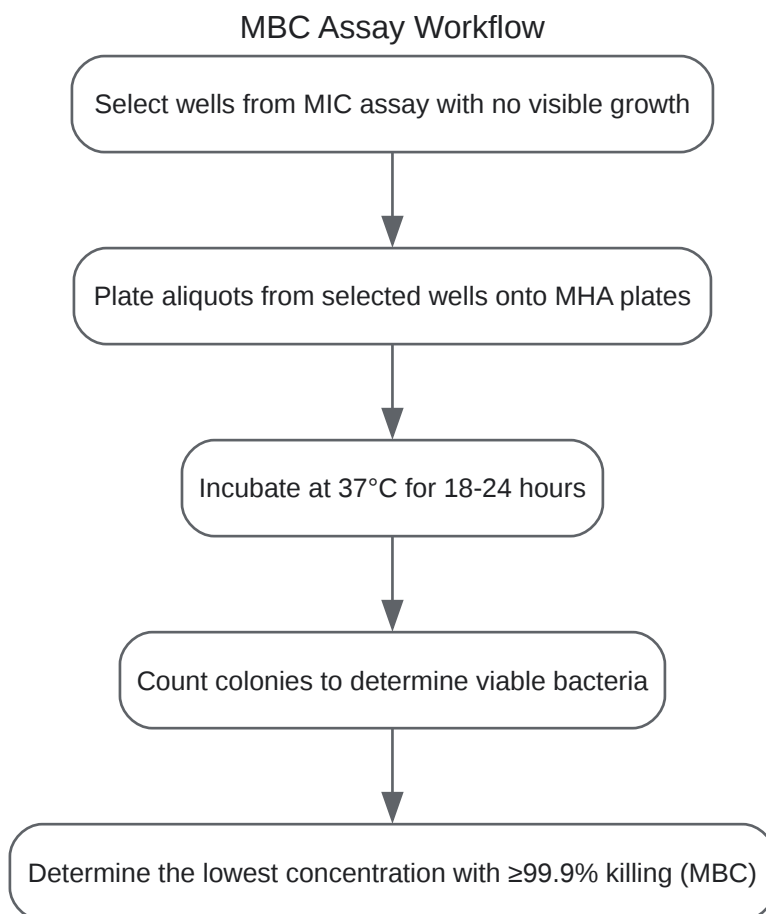 MBC Assay Workflow
Select wells from MIC assay with no visible growth
Plate aliquots from selected wells onto MHA plates
Incubate at 37°C for 18-24 hours
Count colonies to determine viable bacteria
Determine the lowest concentration with ≥99.9% killing (MBC)